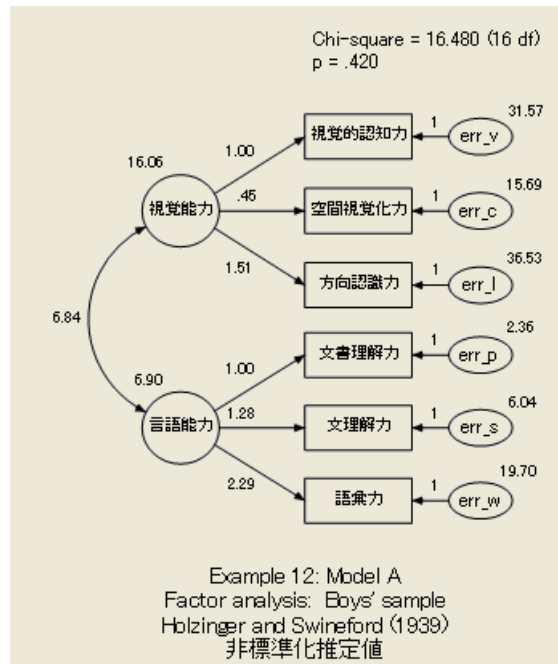 Chi-square = 16.480 (16 df)
p = .420
31.57
視覚的認知力
1
err_v
16.06
1.00
視覚能力
.45
15.69
空間視覚化力
1
err_c
1.51
36.53
方向認識力
1
err_l
6.84
2.36
文書理解力
1
err_p
6.90
1.00
言語能力
1.28
6.04
文理解力
1
err_s
2.29
19.70
語彙力
1
err_w
Example 12: Model A
Factor analysis: Boys' sample
Holzinger and Swineford (1939)
非標準化推定値